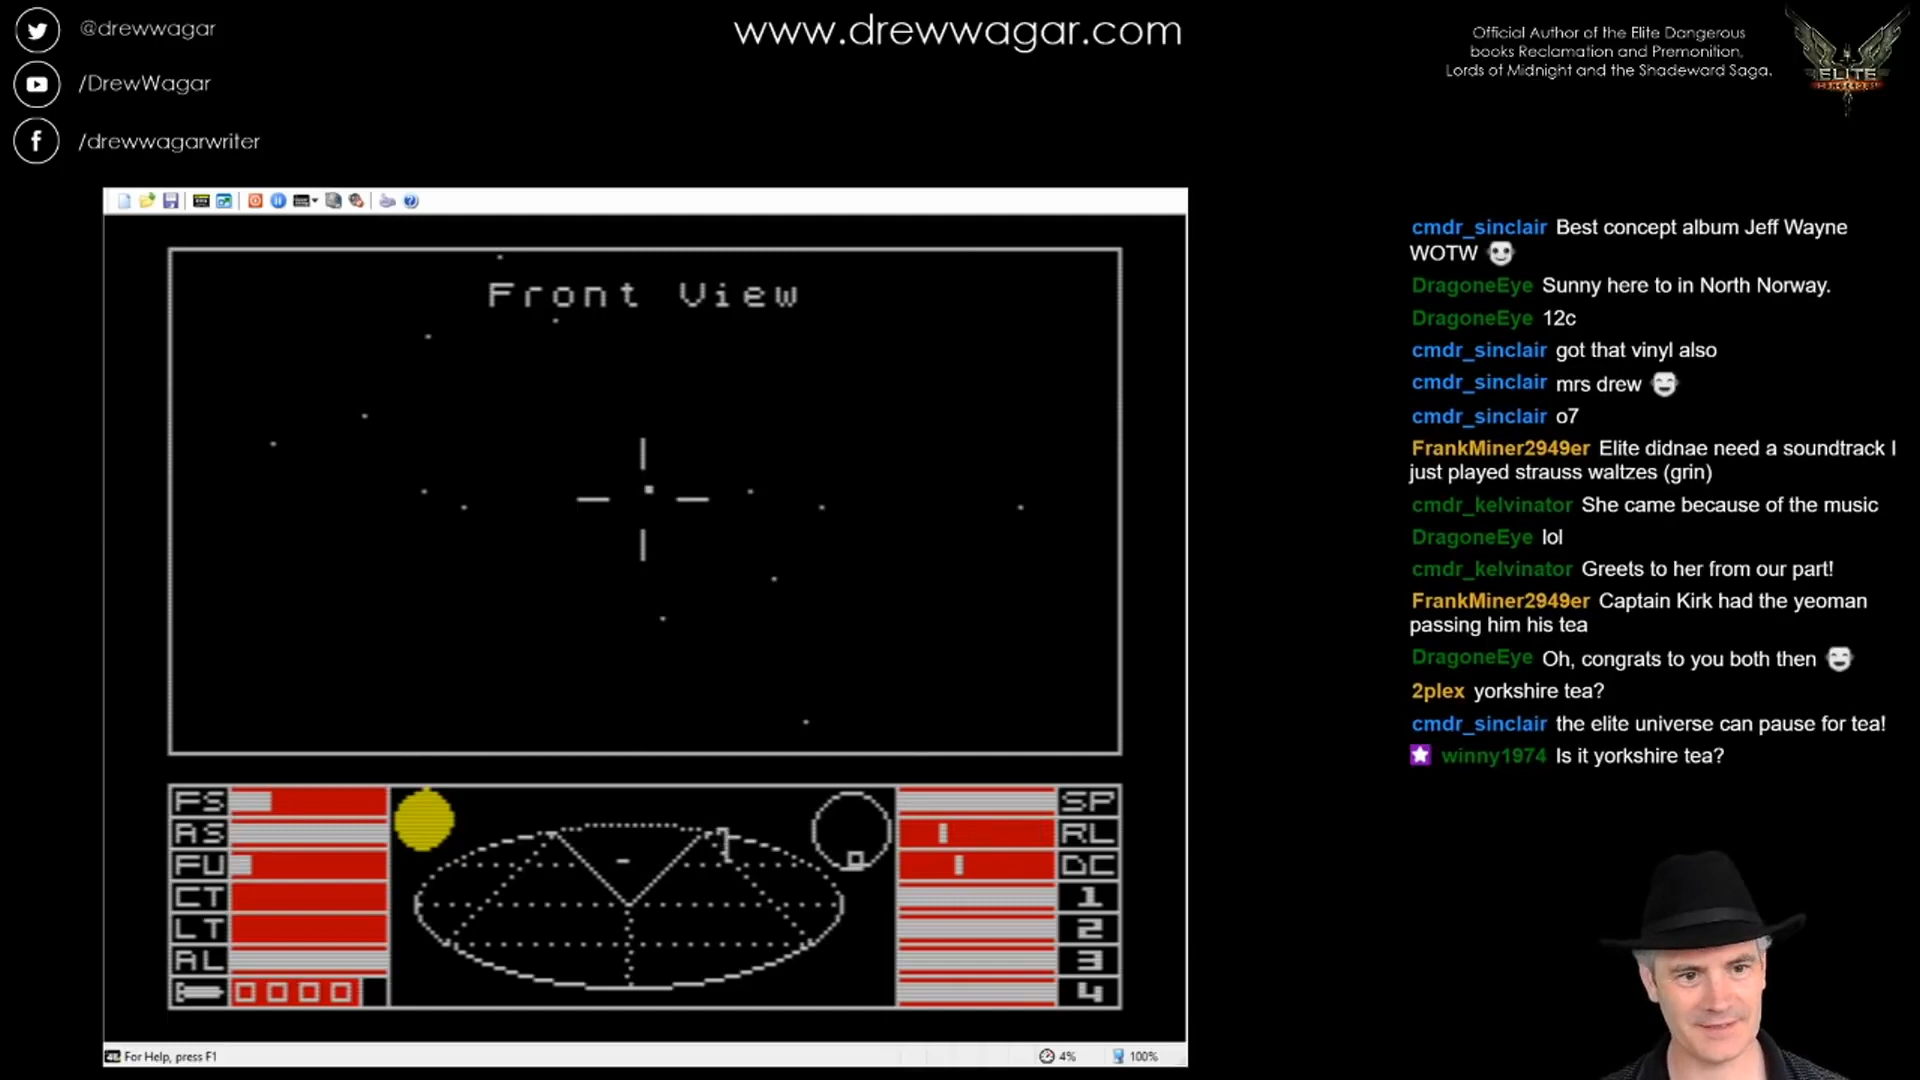 @drewwagar
/DrewWagar
/drewwagarwriter
www.drewwagar.com
Official Author of the Elite Dangerous
books Reclamation and Premonition,
Lords of Midnight and the Shadeward Saga.
ELITE
DANGEROUS
Front View
FS
AS
FU
CT
LT
AL
SP
RL
DC
1
2
3
4
For Help, press F1
4%
100%
cmdr_sinclair Best concept album Jeff Wayne
WOTW
DragoneEye Sunny here to in North Norway.
DragoneEye 12c
cmdr_sinclair got that vinyl also
cmdr_sinclair mrs drew
cmdr_sinclair o7
FrankMiner2949er Elite didnae need a soundtrack I
just played strauss waltzes (grin)
cmdr_kelvinator She came because of the music
DragoneEye lol
cmdr_kelvinator Greets to her from our part!
FrankMiner2949er Captain Kirk had the yeoman
passing him his tea
DragoneEye Oh, congrats to you both then
2plex yorkshire tea?
cmdr_sinclair the elite universe can pause for tea!
winny1974 Is it yorkshire tea?